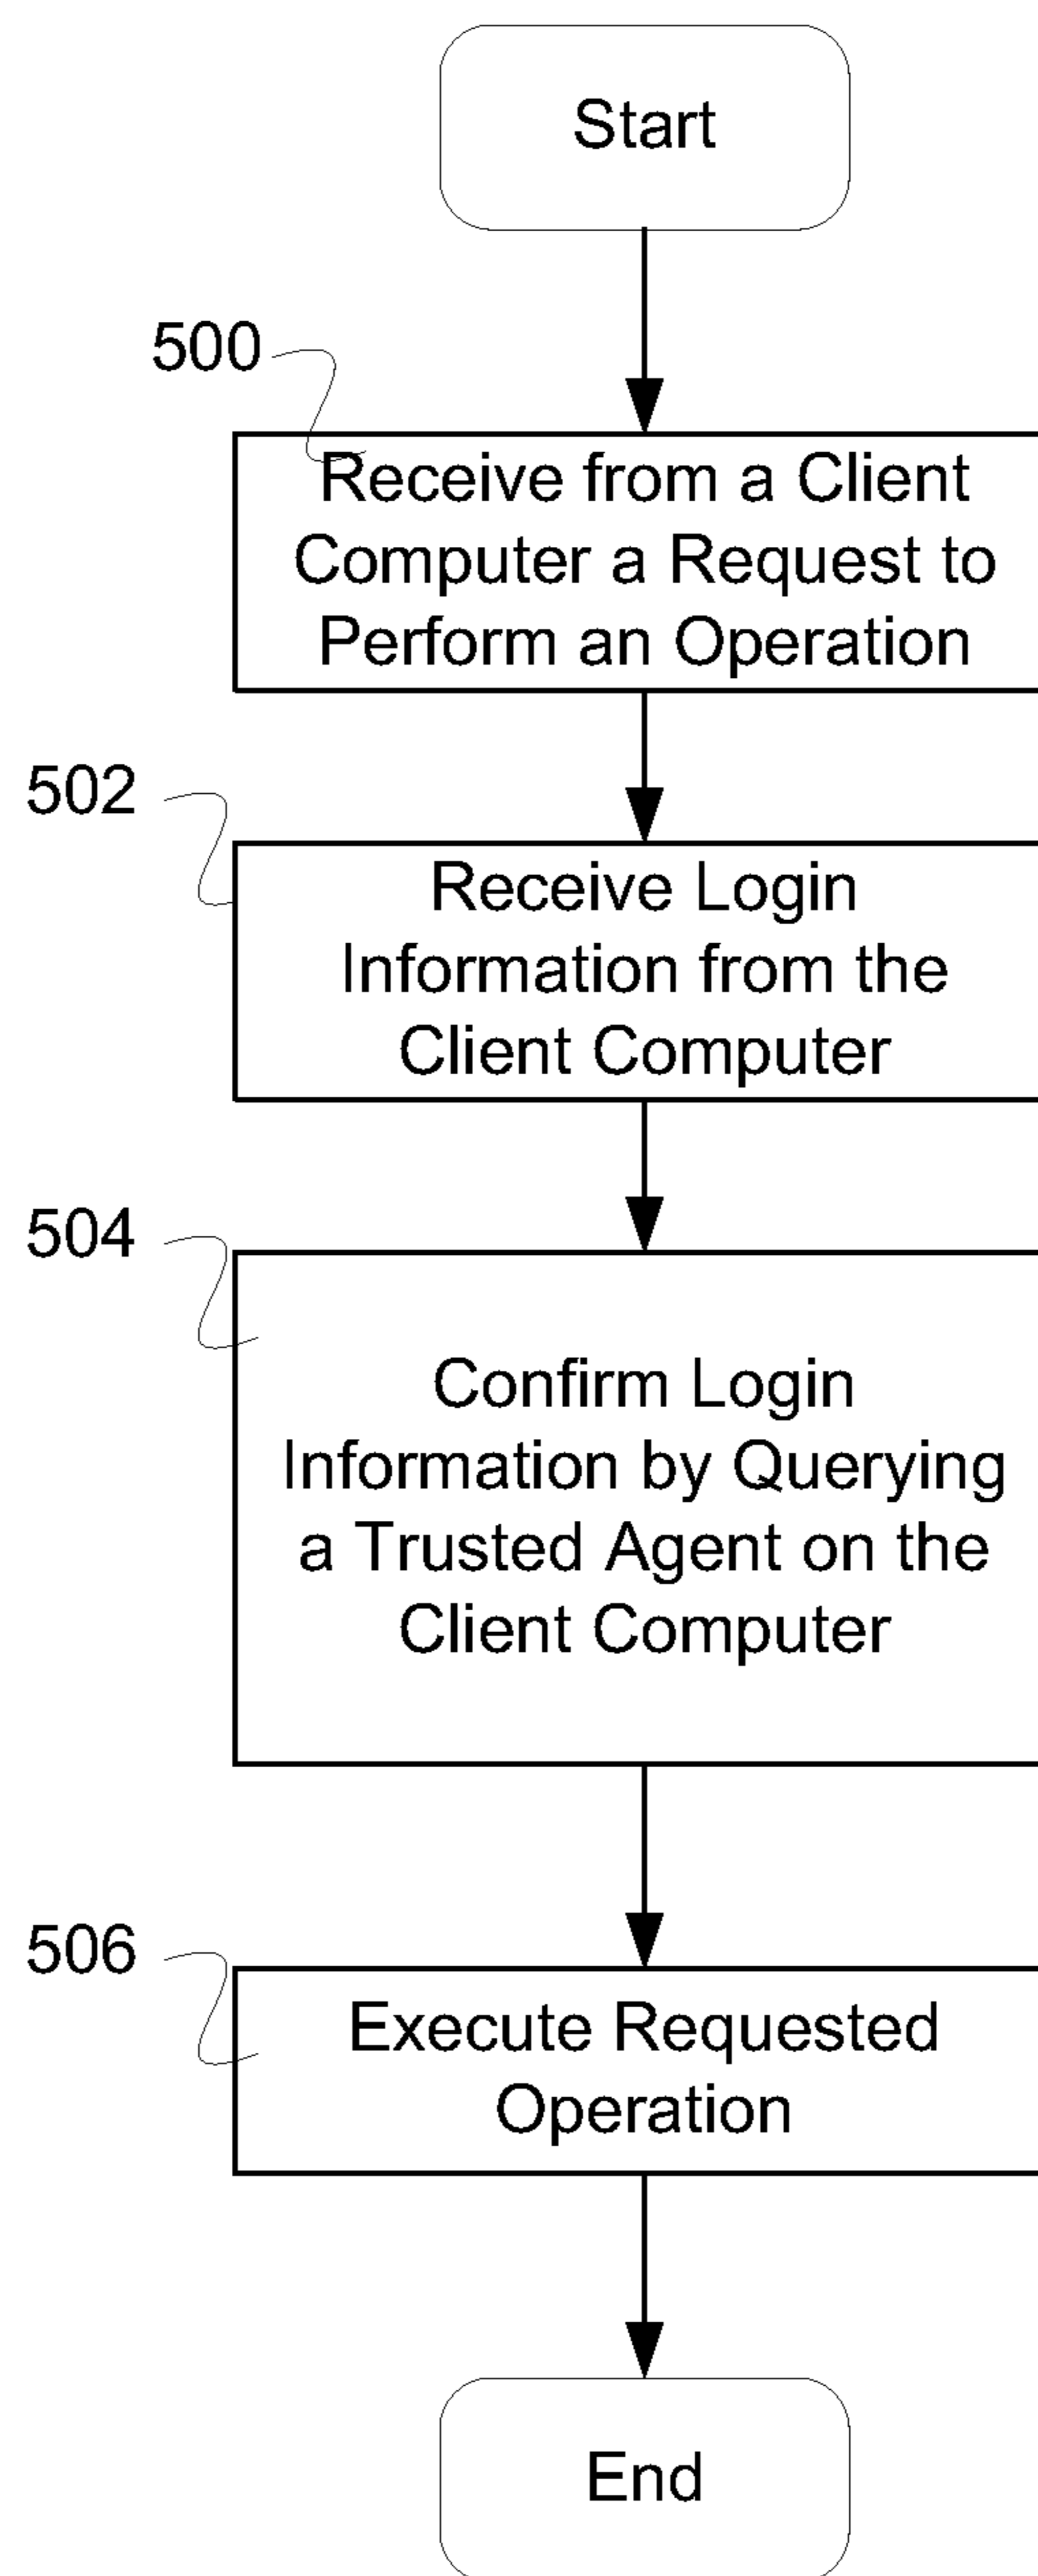 Start
500
Receive from a Client
Computer a Request to
Perform an Operation
502
Receive Login
Information from the
Client Computer
504
Confirm Login
Information by Querying
a Trusted Agent on the
Client Computer
506
Execute Requested
Operation
End